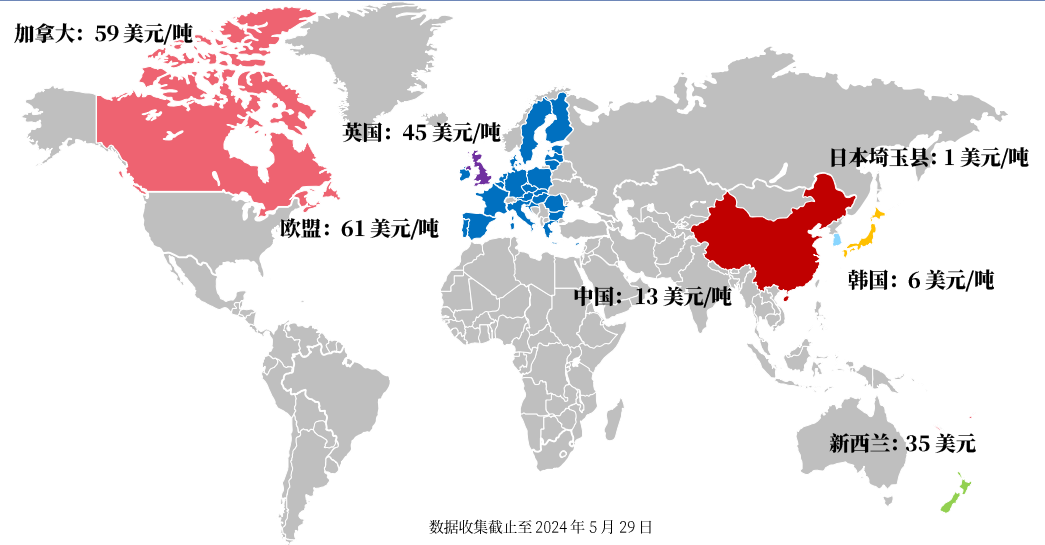 加拿大：59 美元/吨
英国：45 美元/吨
日本埼玉县: 1 美元/吨
欧盟：61 美元/吨
韩国：6 美元/吨
中国：13 美元/吨
新西兰: 35 美元
数据收集截止至 2024 年 5 月 29 日